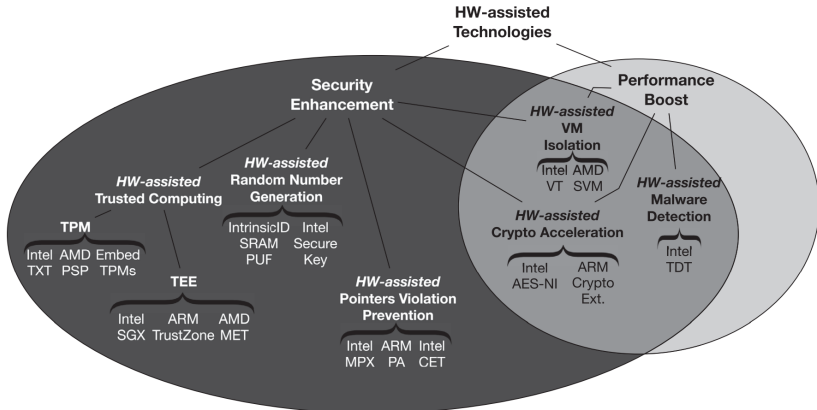 HW-assisted
Technologies
Security
Enhancement
Performance
Boost
HW-assisted
VM
Isolation
Intel AMD
VT SVM
HW-assisted
Trusted Computing
HW-assisted
Random Number
Generation
HW-assisted
Malware
Detection
TPM
Intel AMD Embed
TXT PSP TPMs
IntrinsicID Intel
SRAM Secure
PUF Key
HW-assisted
Crypto Acceleration
Intel
TDT
Intel ARM
AES-NI Crypto
Ext.
TEE
Intel ARM AMD
SGX TrustZone MET
HW-assisted
Pointers Violation
Prevention
Intel ARM Intel
MPX PA CET